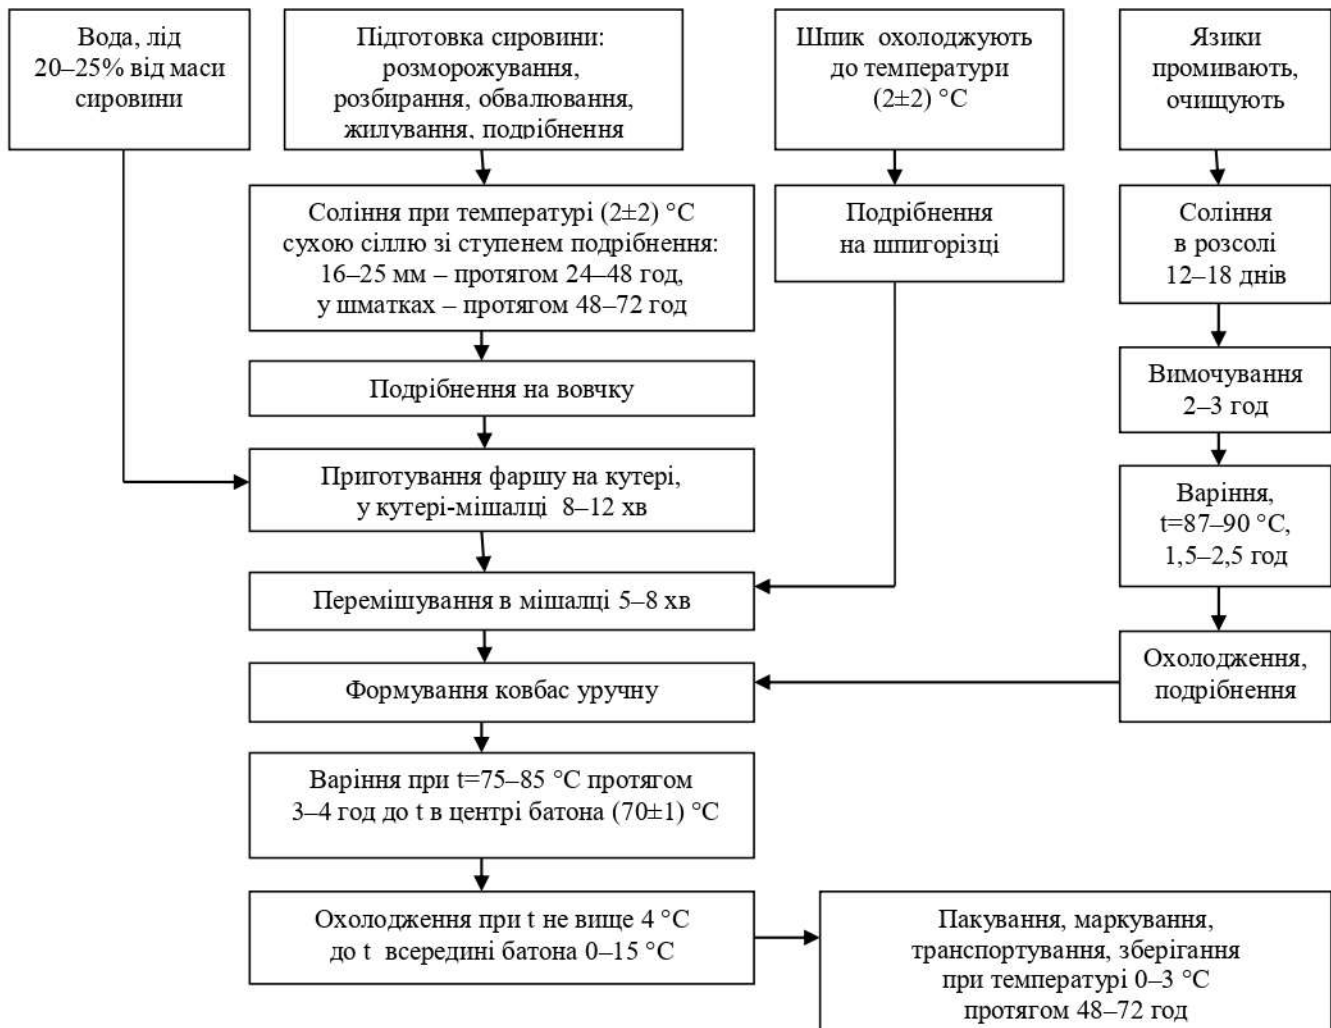 Вода, лід
20–25% від маси
сировини
Підготовка сировини:
розморожування,
розбирання, обвалювання,
жилування, подрібнення
Шпик охолоджують
до температури
(2±2) °С
Язики
промивають,
очищують
Соління при температурі (2±2) °С
сухою сіллю зі ступенем подрібнення:
16–25 мм – протягом 24–48 год,
у шматках – протягом 48–72 год
Подрібнення
на шпигорізці
Соління
в розсолі
12–18 днів
Подрібнення на вовчку
Вимочування
2–3 год
Приготування фаршу на кутері,
у кутері-мішалці 8–12 хв
Варіння,
t=87–90 °С,
1,5–2,5 год
Перемішування в мішалці 5–8 хв
Охолодження,
подрібнення
Формування ковбас уручну
Варіння при t=75–85 °С протягом
3–4 год до t в центрі батона (70±1) °С
Охолодження при t не вище 4 °С
до t всередині батона 0–15 °С
Пакування, маркування,
транспортування, зберігання
при температурі 0–3 °С
протягом 48–72 год